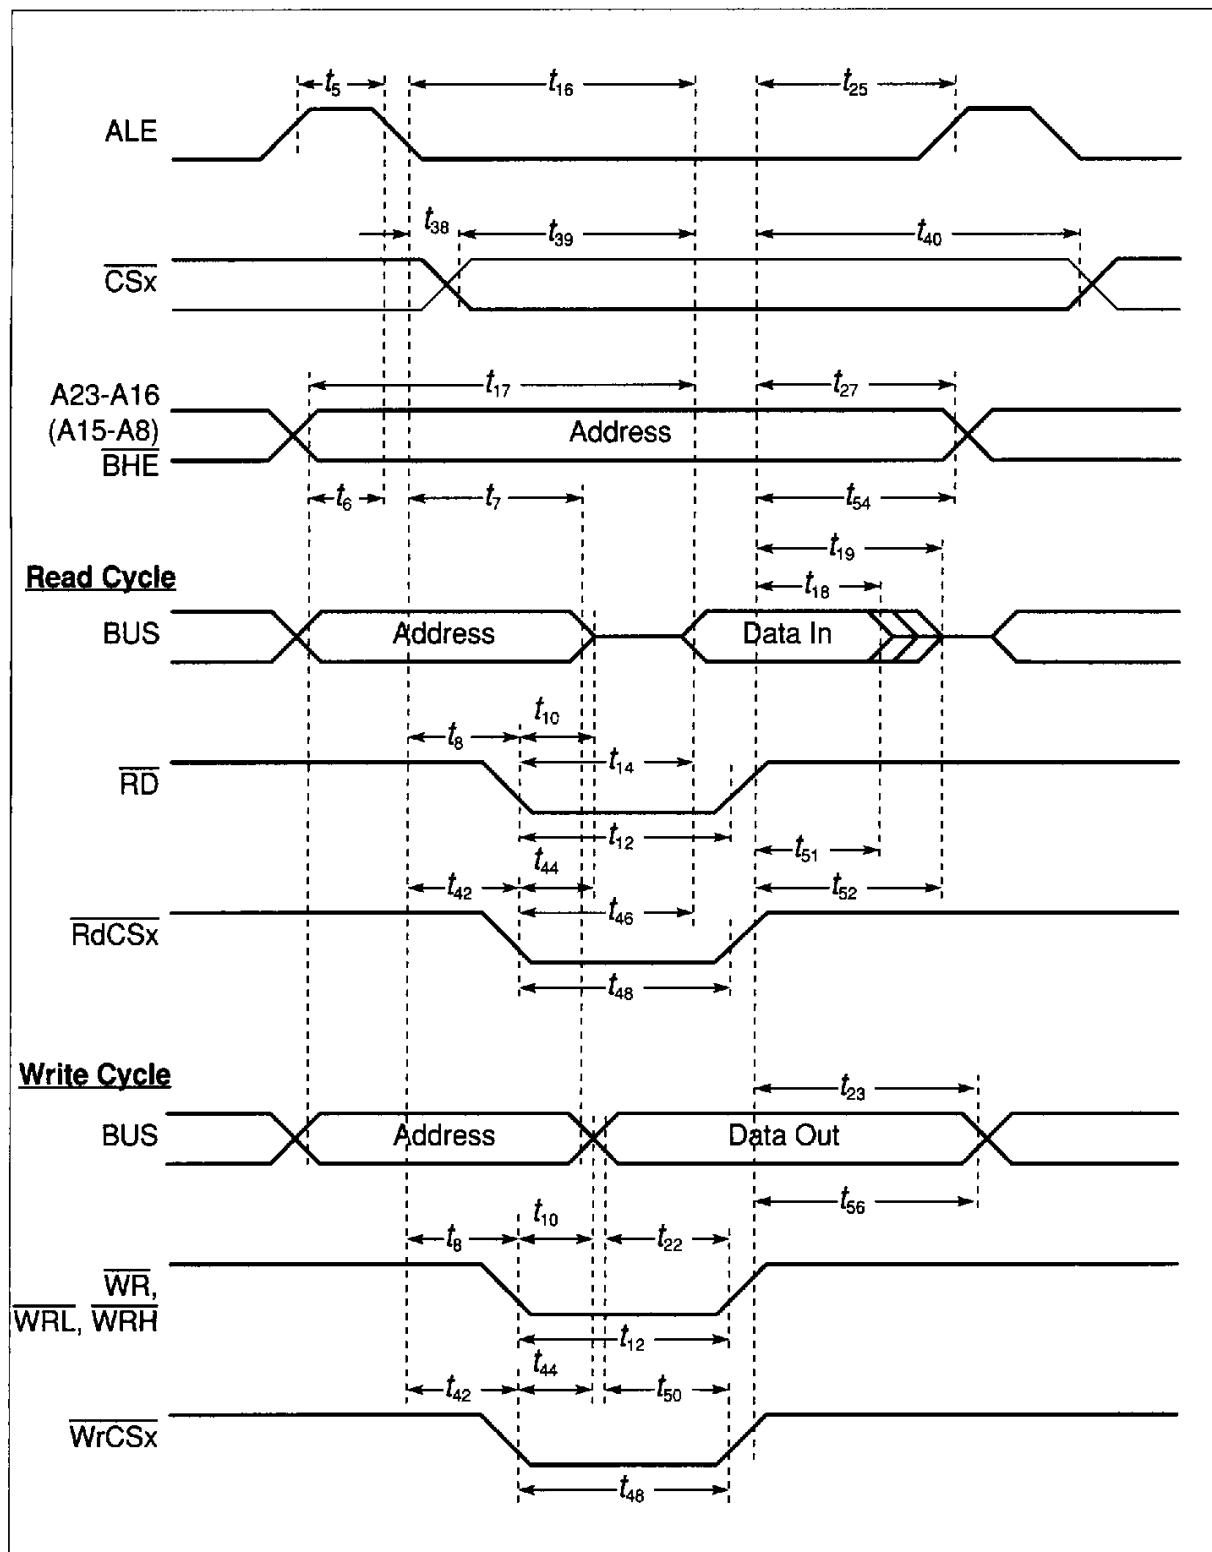 t5 t16 t25
ALE
t38 t39 t40
CSx
t17 t27
A23-A16
(A15-A8)
BHE
Address
t6 t7 t54
t19
Read Cycle
t18
BUS Address Data In
t10
t8
t14
RD
t12
t51
t44
t42 t52
t46
RdCSx
t48
Write Cycle
t23
BUS Address Data Out
t56
t10
t8 t22
WR,
WRL, WRH
t12
t44
t42 t50
WrCSx
t48